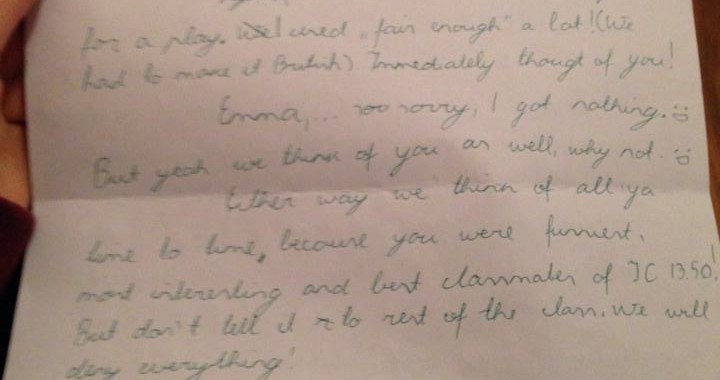 for a play. I used „fair enough" a lot! (We
had to make it British) Immediately thougt of you!
Emma,... soo sorry, I got nothing. :)
But yeah we think of you as well, why not. :)
Either way we think of all ya
time to time, because you were funniest,
most interesting and best classmates of IC 13.50!
But don't tell it to rest of the class. We will
deny everything!